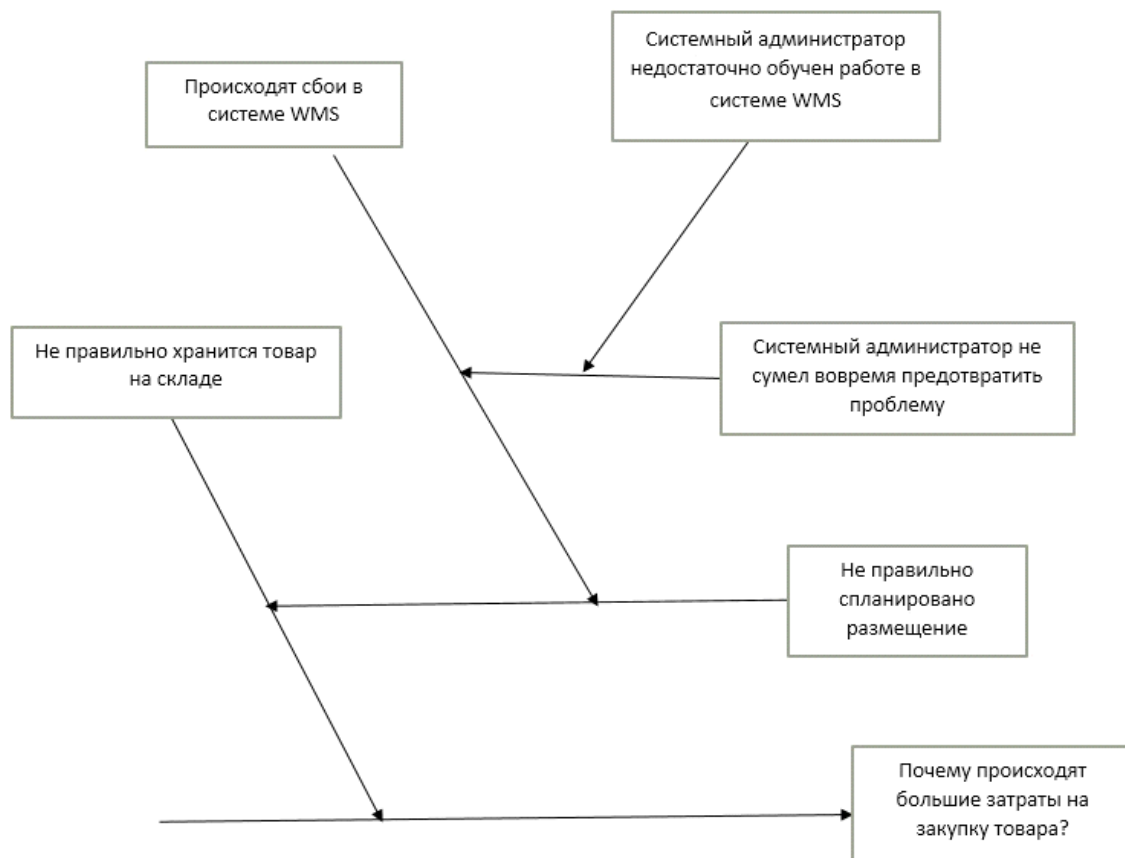 Системный администратор
недостаточно обучен работе в
системе WMS
Происходят сбои в
системе WMS
Не правильно хранится товар
на складе
Системный администратор не
сумел вовремя предотвратить
проблему
Не правильно
спланировано
размещение
Почему происходят
большие затраты на
закупку товара?